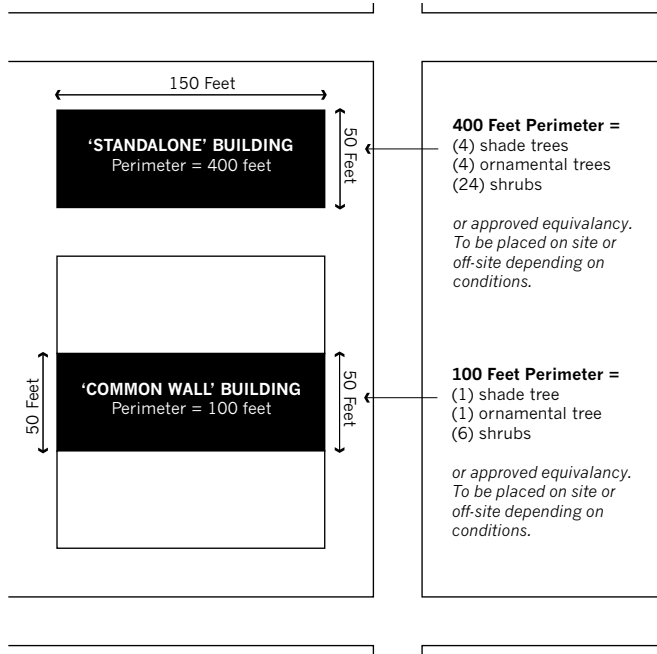 150 Feet
'STANDALONE' BUILDING
Perimeter = 400 feet
50 Feet
400 Feet Perimeter =
(4) shade trees
(4) ornamental trees
(24) shrubs
or approved equivalancy.
To be placed on site or
off-site depending on
conditions.
50 Feet
'COMMON WALL' BUILDING
Perimeter = 100 feet
50 Feet
100 Feet Perimeter =
(1) shade tree
(1) ornamental tree
(6) shrubs
or approved equivalancy.
To be placed on site or
off-site depending on
conditions.